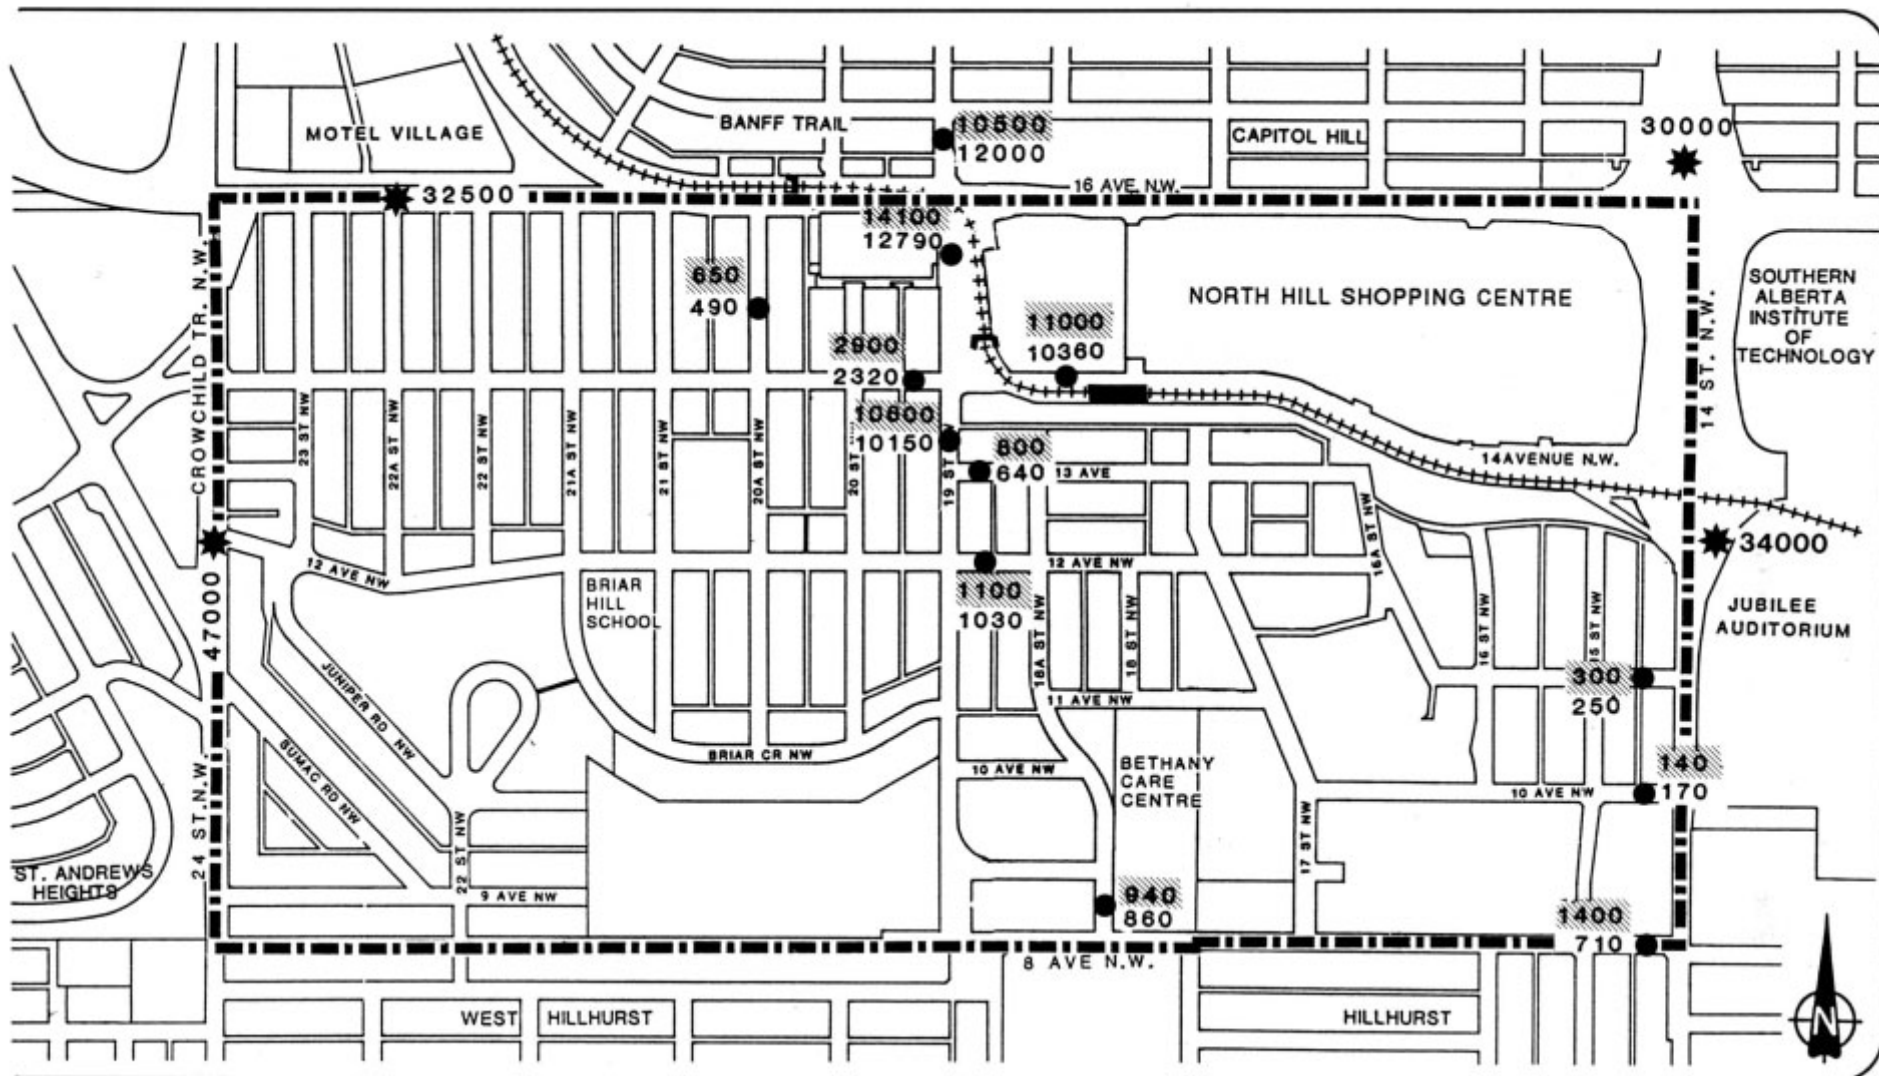 MOTEL VILLAGE
BANFF TRAIL
10500
12000
CAPITOL HILL
30000
32500
16 AVE N.W.
14100
12790
CROWCHILD TR. N.W.
650
490
NORTH HILL SHOPPING CENTRE
14 ST. N.W.
SOUTHERN
ALBERTA
INSTITUTE
OF
TECHNOLOGY
11000
10360
2900
2320
23 ST NW
22A ST NW
22 ST NW
21A ST NW
21 ST NW
20A ST NW
20 ST
10600
10150
19 ST
800
640
13 AVE
14 AVENUE N.W.
16A ST NW
34000
47000
12 AVE NW
BRIAR
HILL
SCHOOL
12 AVE NW
1100
1030
18A ST NW
18 ST NW
16 ST NW
15 ST NW
JUBILEE
AUDITORIUM
JUNIPER RD NW
300
250
11 AVE NW
SUMAC RD NW
BRIAR CR NW
10 AVE NW
BETHANY
CARE
CENTRE
140
170
10 AVE NW
17 ST NW
24 ST. N.W.
22 ST NW
ST. ANDREWS
HEIGHTS
9 AVE NW
940
860
1400
710
8 AVE N.W.
WEST HILLHURST
HILLHURST
N